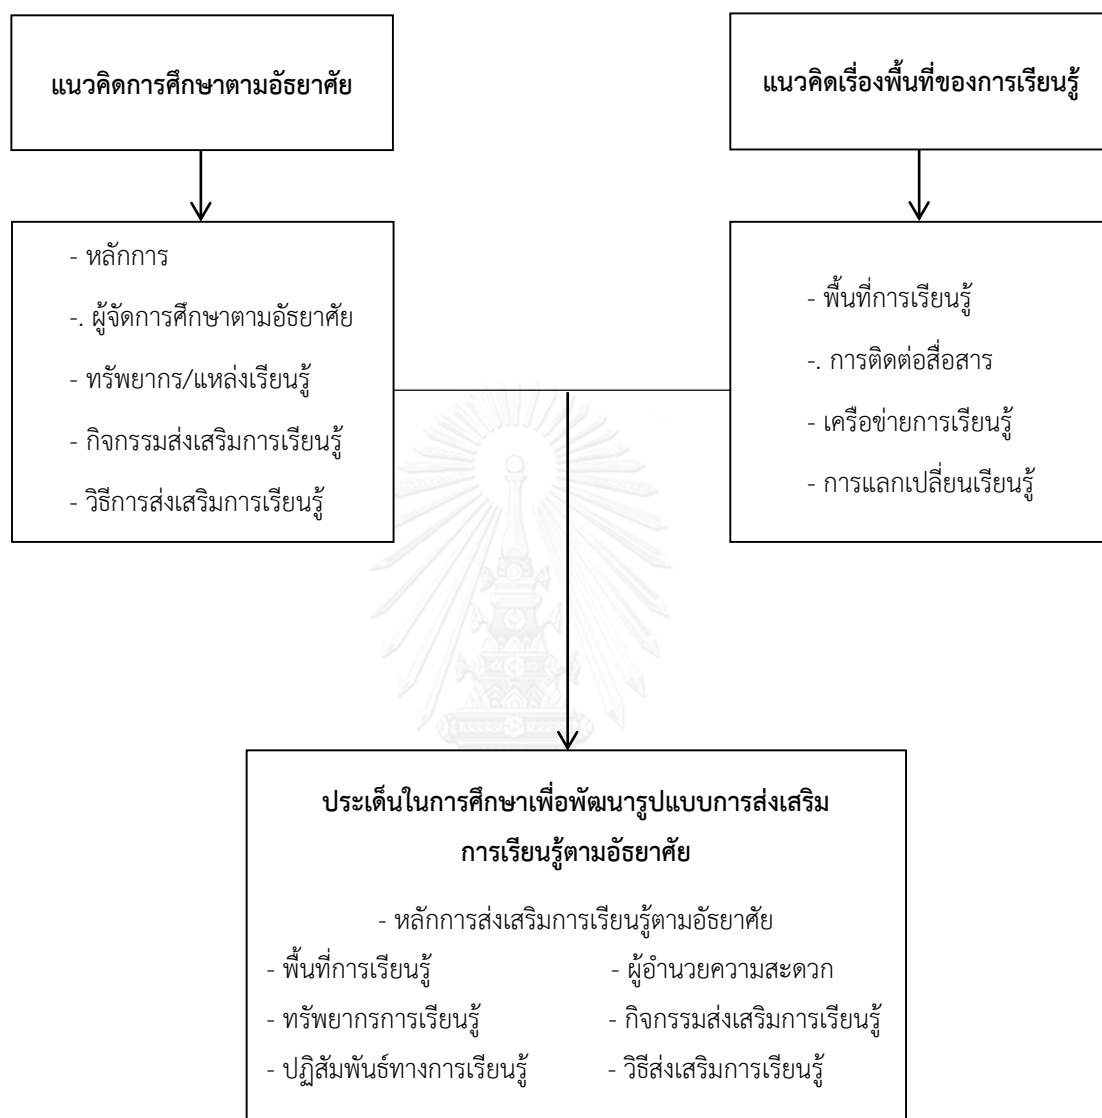 แนวคิดการศึกษาตามอัธยาศัย
แนวคิดเรื่องพื้นที่ของการเรียนรู้
- หลักการ
-. ผู้จัดการศึกษาตามอัธยาศัย
- ทรัพยากร/แหล่งเรียนรู้
- กิจกรรมส่งเสริมการเรียนรู้
- วิธีการส่งเสริมการเรียนรู้
- พื้นที่การเรียนรู้
-. การติดต่อสื่อสาร
- เครือข่ายการเรียนรู้
- การแลกเปลี่ยนเรียนรู้
ประเด็นในการศึกษาเพื่อพัฒนารูปแบบการส่งเสริม
การเรียนรู้ตามอัธยาศัย
- หลักการส่งเสริมการเรียนรู้ตามอัธยาศัย
- พื้นที่การเรียนรู้
- ผู้อำนวยความสะดวก
- ทรัพยากรการเรียนรู้
- กิจกรรมส่งเสริมการเรียนรู้
- ปฏิสัมพันธ์ทางการเรียนรู้
- วิธีส่งเสริมการเรียนรู้